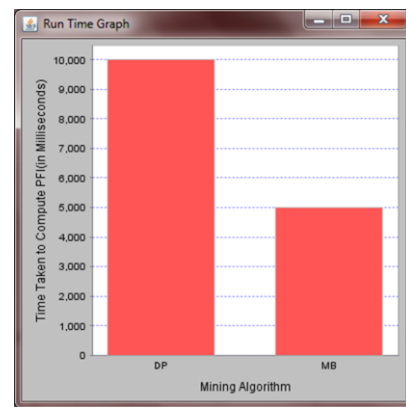 Run Time Graph
Time Taken to Compute PFI(in Milliseconds)
10,000
9,000
8,000
7,000
6,000
5,000
4,000
3,000
2,000
1,000
0
DP MB
Mining Algorithm